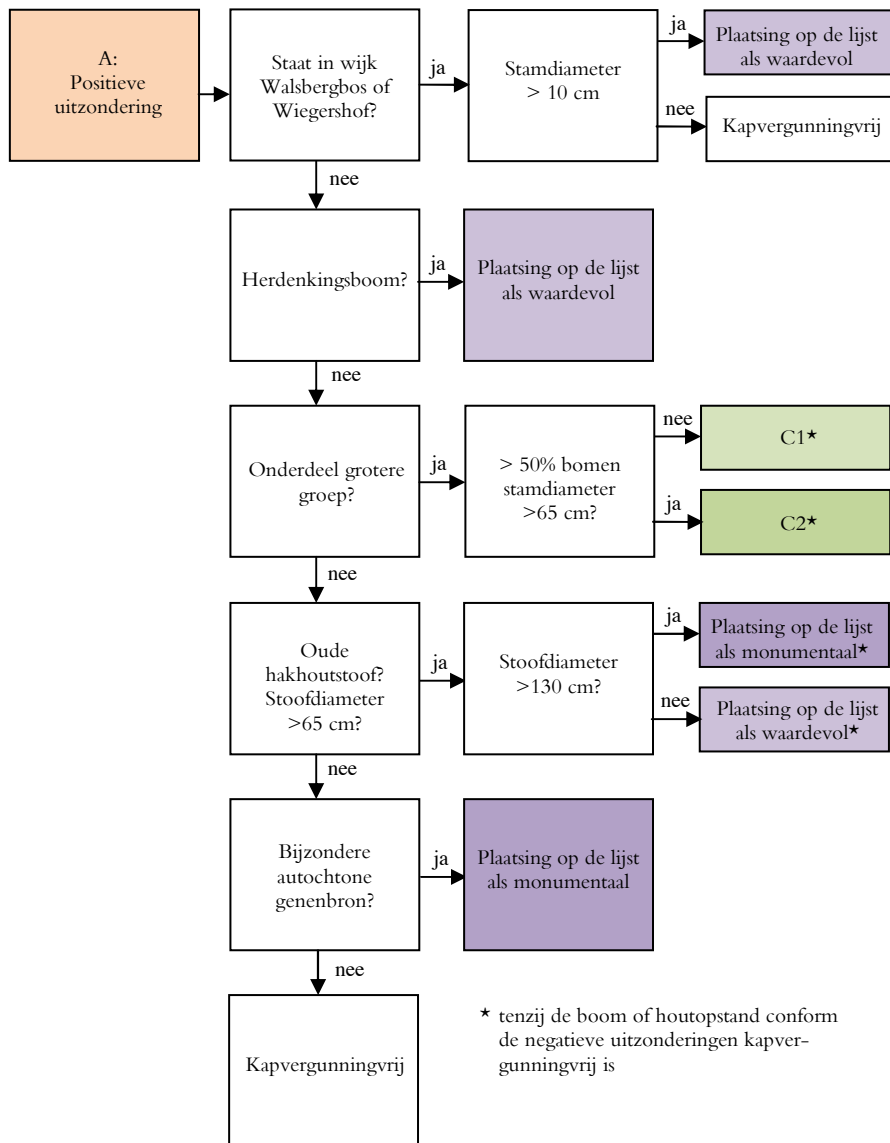 A:
Positieve
uitzondering
Staat in wijk
Walsbergbos of
Wiegershof?
ja
Stamdiameter
> 10 cm
ja
Plaatsing op de lijst
als waardevol
nee
Kapvergunningvrij
nee
Herdenkingsboom?
ja
Plaatsing op de lijst
als waardevol
nee
Onderdeel grotere
groep?
ja
> 50% bomen
stamdiameter
>65 cm?
nee
C1★
ja
C2★
nee
Oude
hakhoutstoof?
Stoofdiameter
>65 cm?
ja
Stoofdiameter
>130 cm?
ja
Plaatsing op de lijst
als monumentaal★
nee
Plaatsing op de lijst
als waardevol★
nee
Bijzondere
autochtone
genenbron?
ja
Plaatsing op de lijst
als monumentaal
nee
Kapvergunningvrij
★ tenzij de boom of houtopstand conform
de negatieve uitzonderingen kapver-
gunningvrij is